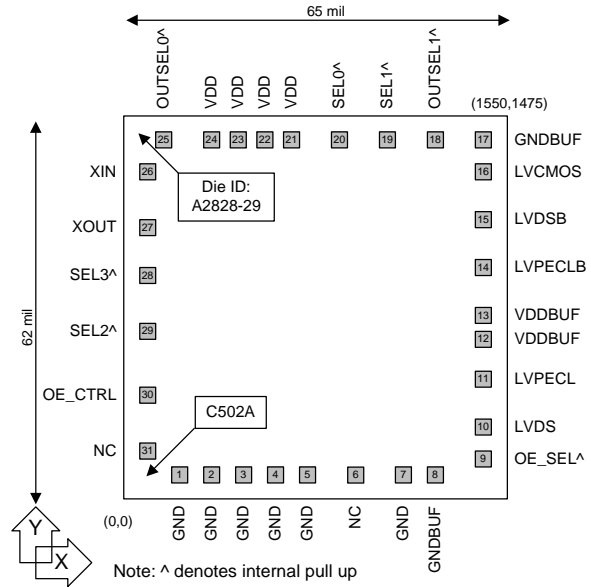 65 mil
OUTSEL0^
VDD
VDD
VDD
VDD
SEL0^
SEL1^
OUTSEL1^
(1550,1475)
25
24
23
22
21
20
19
18
17
GNDBUF
XIN
26
Die ID:
A2828-29
16
LVCMOS
XOUT
27
15
LVDSB
SEL3^
28
14
LVPECLB
62 mil
SEL2^
29
13
VDDBUF
12
VDDBUF
OE_CTRL
30
C502A
11
LVPECL
10
LVDS
NC
31
9
OE_SEL^
1
2
3
4
5
6
7
8
(0,0)
GND
GND
GND
GND
GND
NC
GND
GNDBUF
Y
X
Note: ^ denotes internal pull up